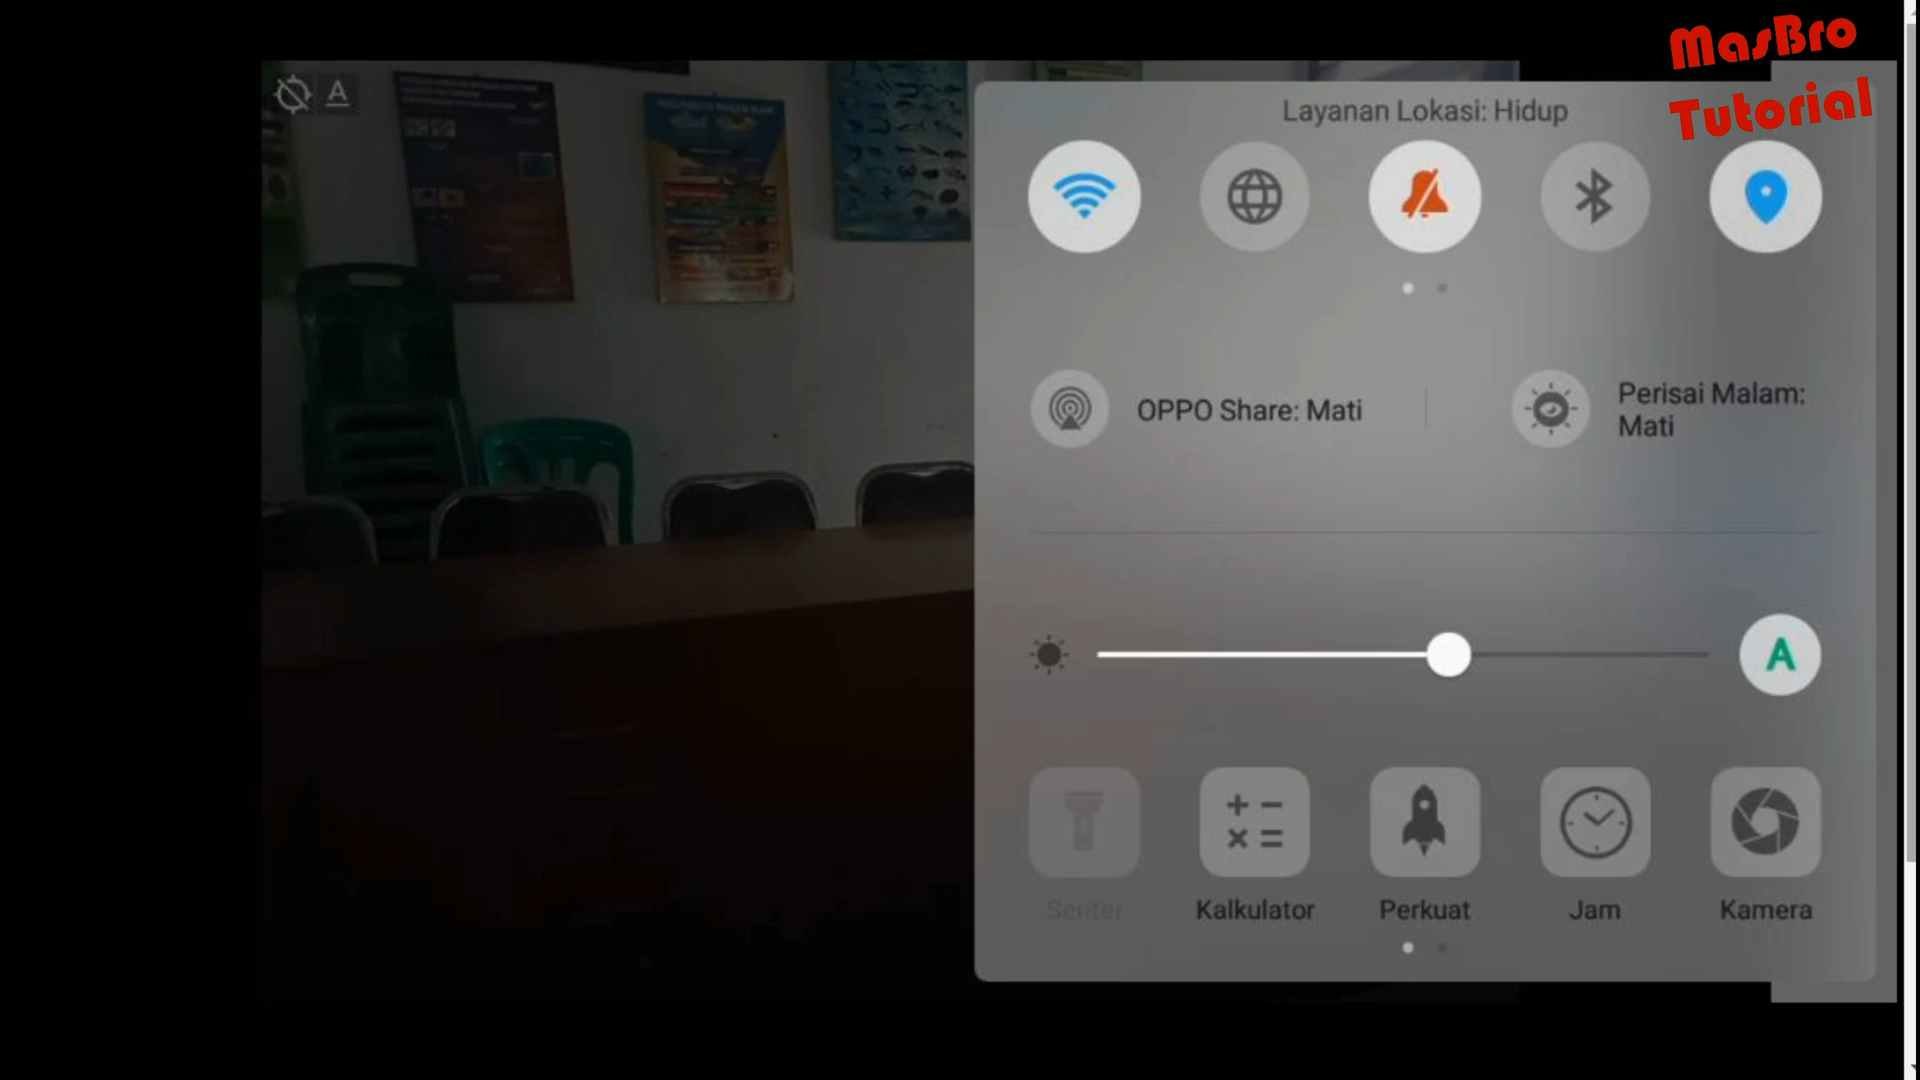 MasBro
Tutorial
A
Layanan Lokasi: Hidup
OPPO Share: Mati
Perisai Malam:
Mati
A
Senter
Kalkulator
Perkuat
Jam
Kamera